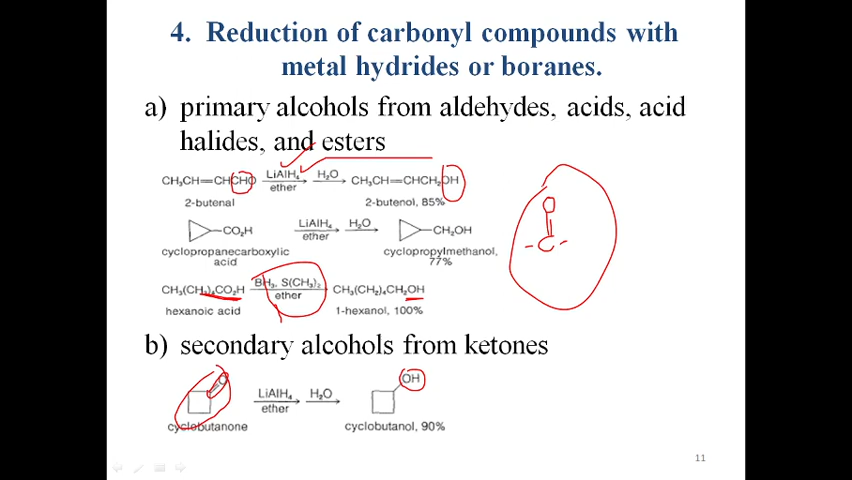 4. Reduction of carbonyl compounds with
metal hydrides or boranes.
a) primary alcohols from aldehydes, acids, acid
halides, and esters
CH₃CH=CHCHO LiAlH₄ ether H₂O CH₃CH=CHCH₂OH
2-butenal 2-butenol, 85%
CO₂H LiAlH₄ ether H₂O CH₂OH
cyclopropanecarboxylic cyclopropylmethanol,
acid 77%
CH₃(CH₂)₄CO₂H BH₃, S(CH₃)₂ ether CH₃(CH₂)₄CH₂OH
hexanoic acid 1-hexanol, 100%
O
-C-
b) secondary alcohols from ketones
O LiAlH₄ ether H₂O OH
cyclobutanone cyclobutanol, 90%
11